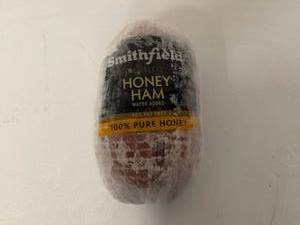 Smithfield
HONEY
HAM
WATER ADDED
100% PURE HONEY